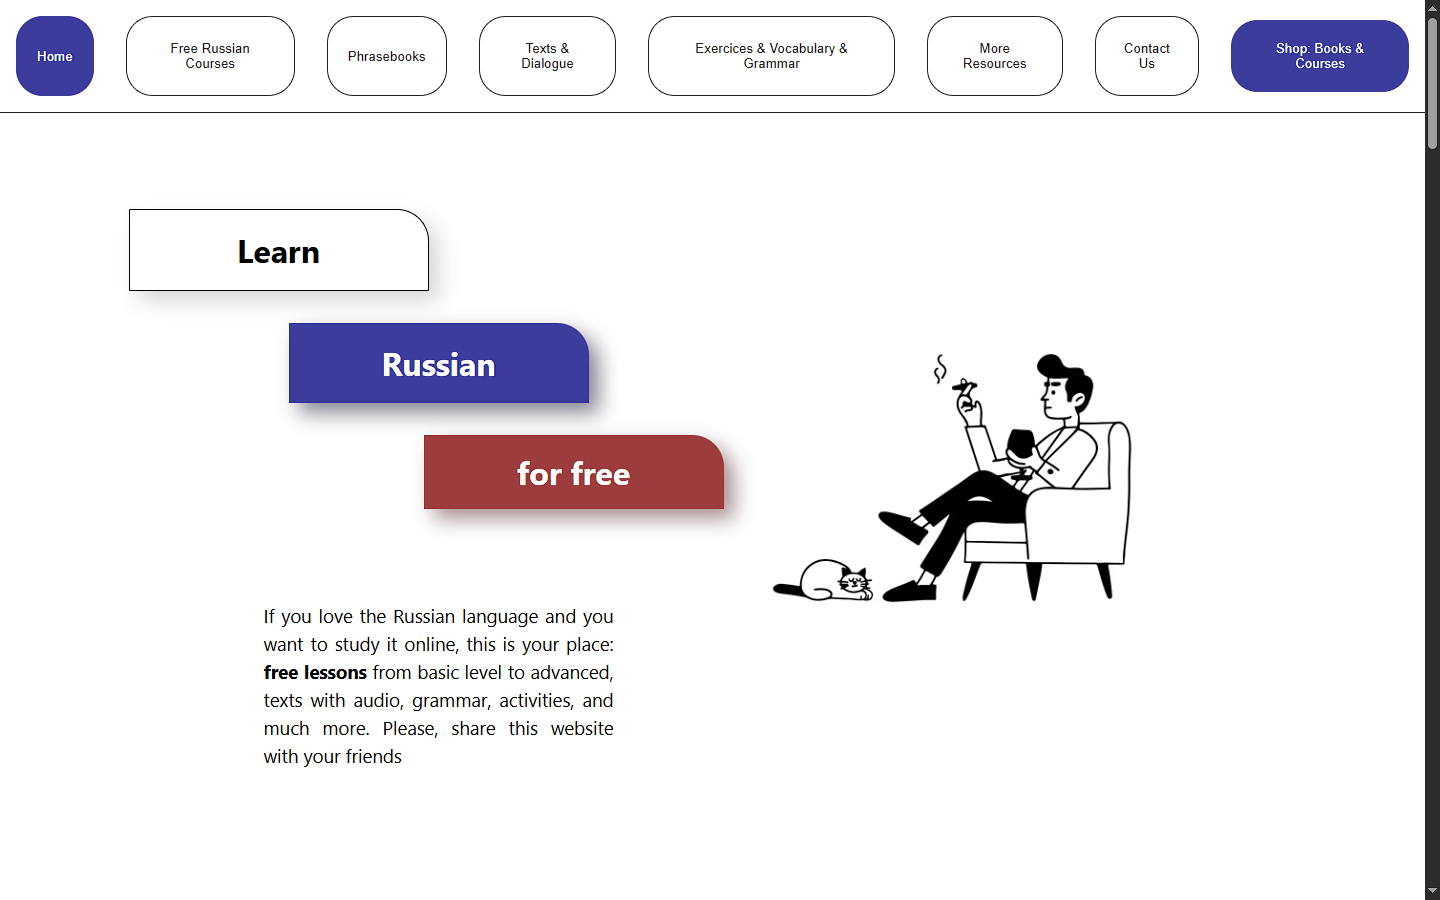 Home
Free Russian
Courses
Phrasebooks
Texts &
Dialogue
Exercices & Vocabulary &
Grammar
More
Resources
Contact
Us
Shop: Books &
Courses
Learn
Russian
for free
If you love the Russian language and you
want to study it online, this is your place:
free lessons from basic level to advanced,
texts with audio, grammar, activities, and
much more. Please, share this website
with your friends